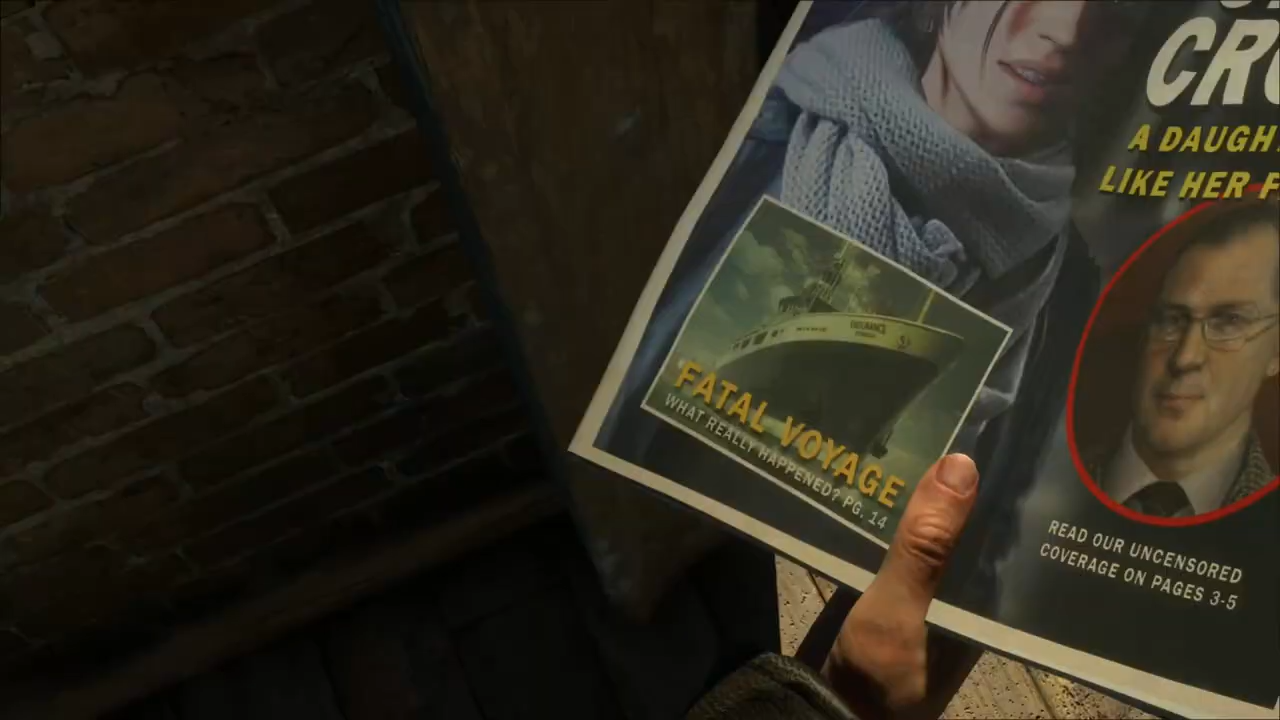 CR
A DAUGH
LIKE HER F
ENDURANCE
FATAL VOYAGE
WHAT REALLY HAPPENED? PG. 14
READ OUR UNCENSORED
COVERAGE ON PAGES 3-5